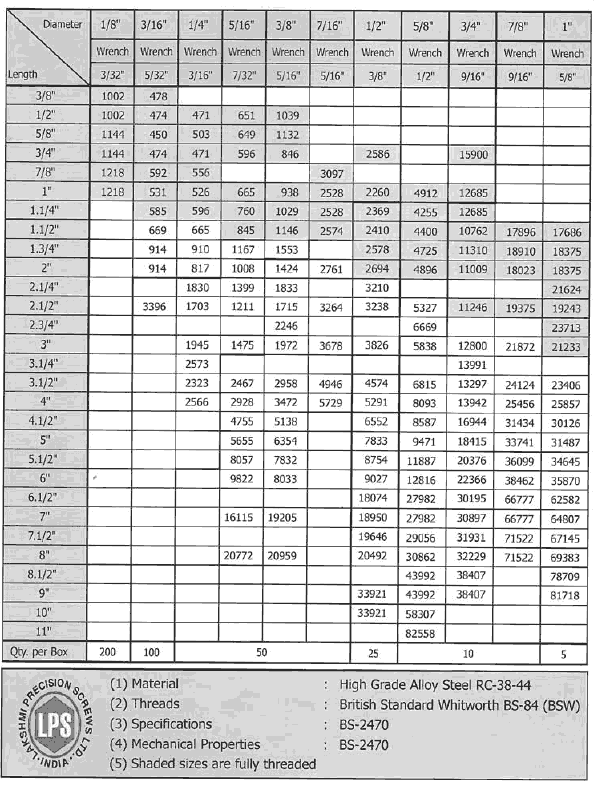 Diameter 1/8" 3/16" 1/4" 5/16" 3/8" 7/16" 1/2" 5/8" 3/4" 7/8" 1"
Wrench Wrench Wrench Wrench Wrench Wrench Wrench Wrench Wrench Wrench Wrench
Length 3/32" 5/32" 3/16" 7/32" 5/16" 5/16" 3/8" 1/2" 9/16" 9/16" 5/8"
3/8" 1002 478
1/2" 1002 474 471 651 1039
5/8" 1144 450 503 649 1132
3/4" 1144 474 471 596 846 2586 15900
7/8" 1218 592 556 3097
1" 1218 531 526 665 938 2528 2260 4912 12685
1.1/4" 585 596 760 1029 2528 2369 4255 12685
1.1/2" 669 665 845 1146 2574 2410 4400 10762 17896 17686
1.3/4" 914 910 1167 1553 2578 4725 11310 18910 18375
2" 914 817 1008 1424 2761 2694 4896 11009 18023 18375
2.1/4" 1830 1399 1833 3210 21624
2.1/2" 3396 1703 1211 1715 3264 3238 5327 11246 19375 19243
2.3/4" 2246 6669 23713
3" 1945 1475 1972 3678 3826 5838 12800 21872 21233
3.1/4" 2573 13991
3.1/2" 2323 2467 2958 4946 4574 6815 13297 24124 23406
4" 2566 2928 3472 5729 5291 8093 13942 25456 25857
4.1/2" 4755 5138 6552 8587 16944 31434 30126
5" 5655 6354 7833 9471 18415 33741 31487
5.1/2" 8057 7832 8754 11887 20376 36099 34645
6" 9822 8033 9027 12816 22366 38462 35870
6.1/2" 18074 27982 30195 66777 62582
7" 16115 19205 18950 27982 30897 66777 64807
7.1/2" 19646 29056 31931 71522 67145
8" 20772 20959 20492 30862 32229 71522 69383
8.1/2" 43992 38407 78709
9" 33921 43992 38407 81718
10" 33921 58307
11" 82558
Qty. per Box 200 100 50 25 10 5
LAKSHMI PRECISION SCREWS LTD. INDIA
LPS
(1) Material : High Grade Alloy Steel RC-38-44
(2) Threads : British Standard Whitworth BS-84 (BSW)
(3) Specifications : BS-2470
(4) Mechanical Properties : BS-2470
(5) Shaded sizes are fully threaded